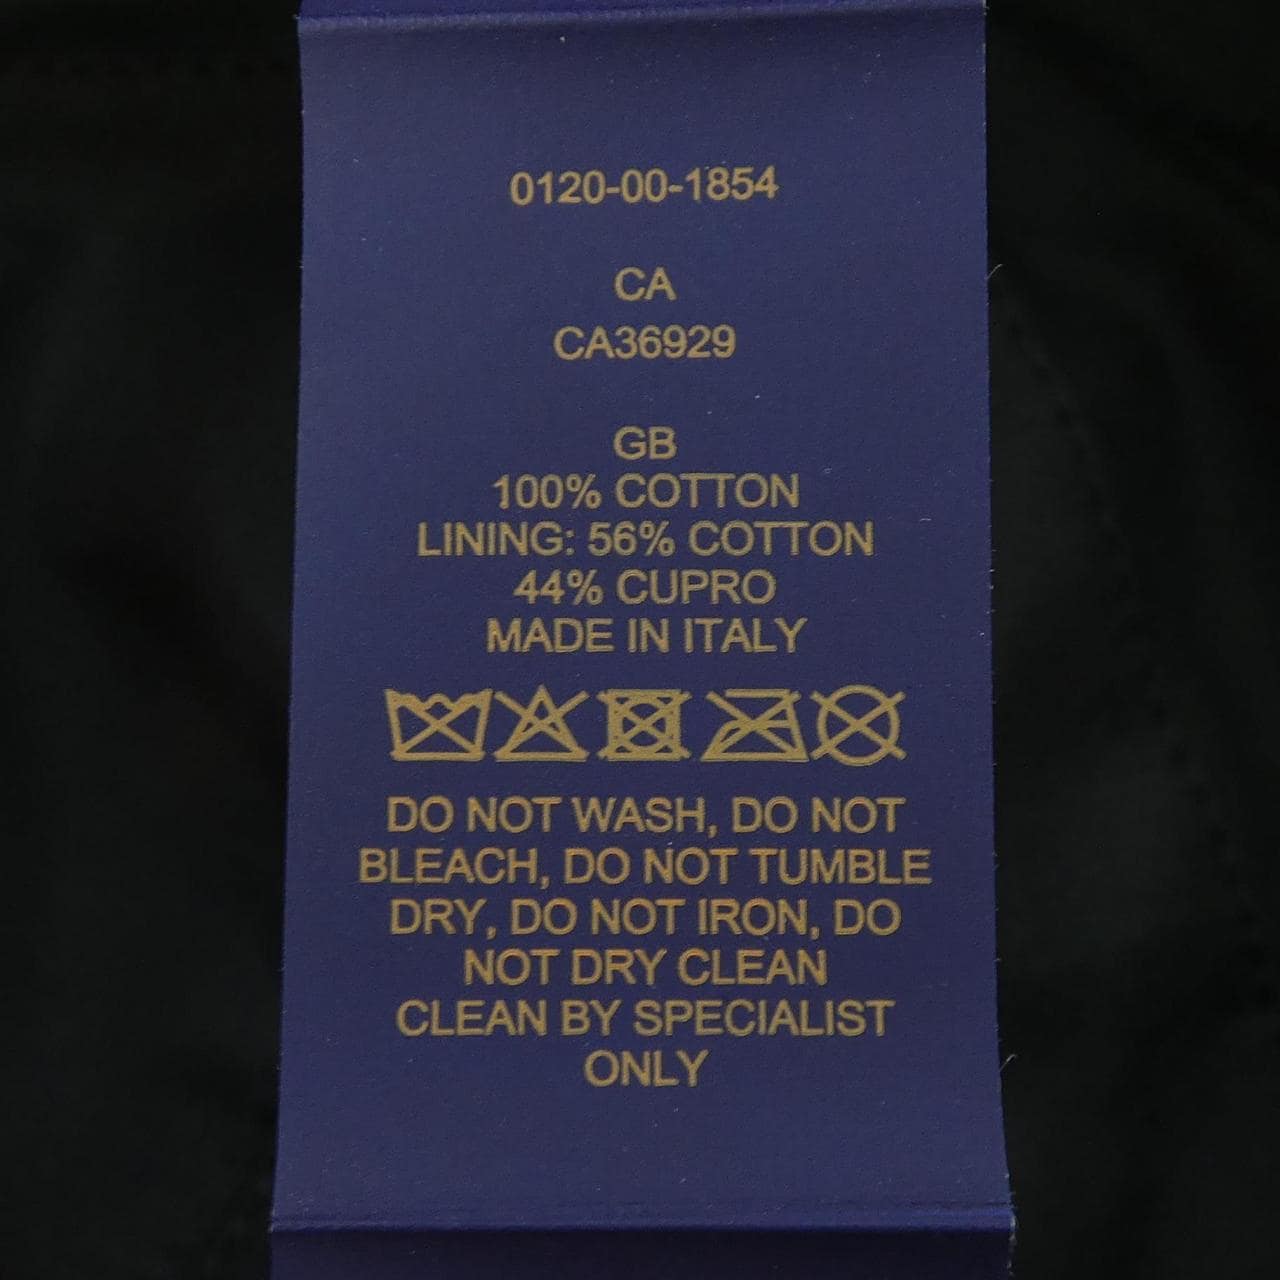 0120-00-1854
CA
CA36929
GB
100% COTTON
LINING: 56% COTTON
44% CUPRO
MADE IN ITALY
DO NOT WASH, DO NOT
BLEACH, DO NOT TUMBLE
DRY, DO NOT IRON, DO
NOT DRY CLEAN
CLEAN BY SPECIALIST
ONLY